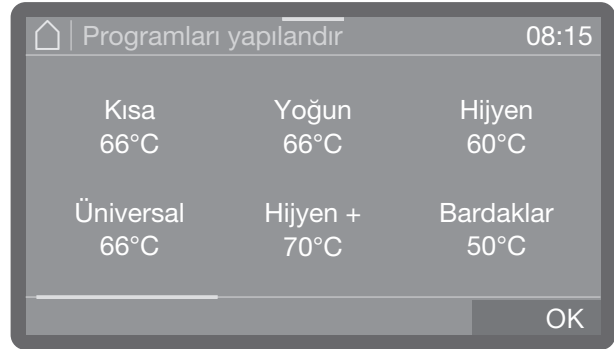 Programları yapılandır 08:15
Kısa Yoğun Hijyen
66°C 66°C 60°C
Üniversal Hijyen + Bardaklar
66°C 70°C 50°C
OK